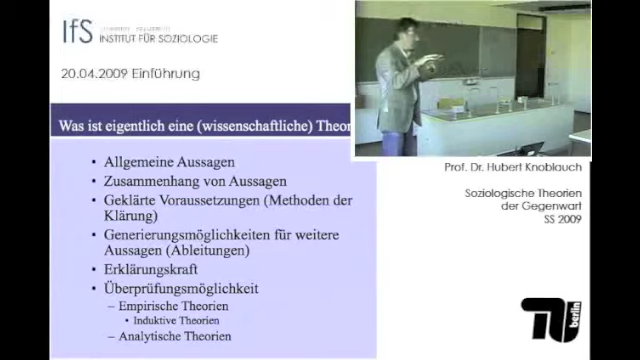 IfS
INSTITUT FÜR SOZIOLOGIE
20.04.2009 Einführung
Was ist eigentlich eine (wissenschaftliche) Theor
• Allgemeine Aussagen
• Zusammenhang von Aussagen
• Geklärte Voraussetzungen (Methoden der
Klärung)
• Generierungsmöglichkeiten für weitere
Aussagen (Ableitungen)
• Erklärungskraft
• Überprüfungsmöglichkeit
– Empirische Theorien
• Induktive Theorien
– Analytische Theorien
Prof. Dr. Hubert Knoblauch
Soziologische Theorien
der Gegenwart
SS 2009
berlin